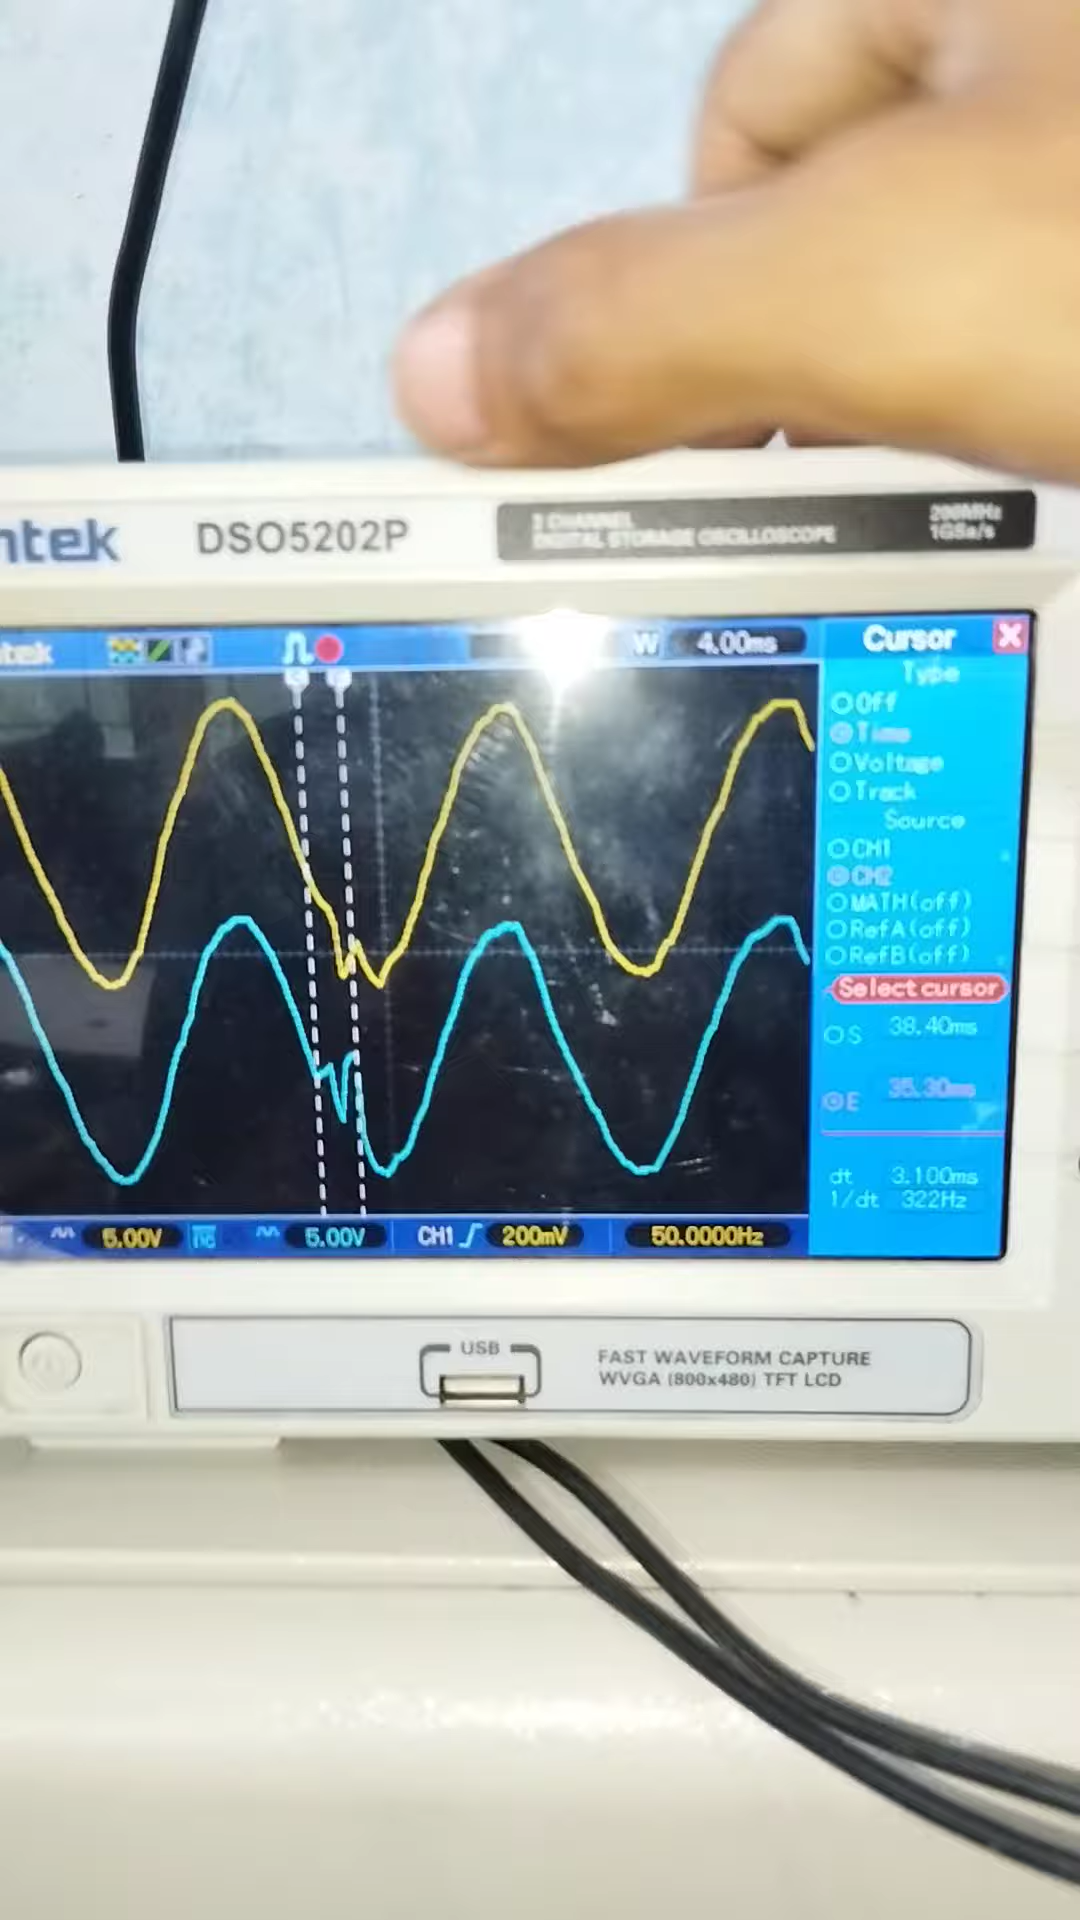 ntek
DSO5202P
2 CHANNEL
DIGITAL STORAGE OSCILLOSCOPE
200MHz
1GSa/s
tek
W 4.00ms
Cursor
Type
Off
Time
Voltage
Track
Source
CH1
CH2
MATH(off)
RefA(off)
RefB(off)
Select cursor
S 38.40ms
E 35.30ms
dt 3.100ms
1/dt 322Hz
5.00V 5.00V CH1 200mV 50.0000Hz
USB
FAST WAVEFORM CAPTURE
WVGA (800x480) TFT LCD